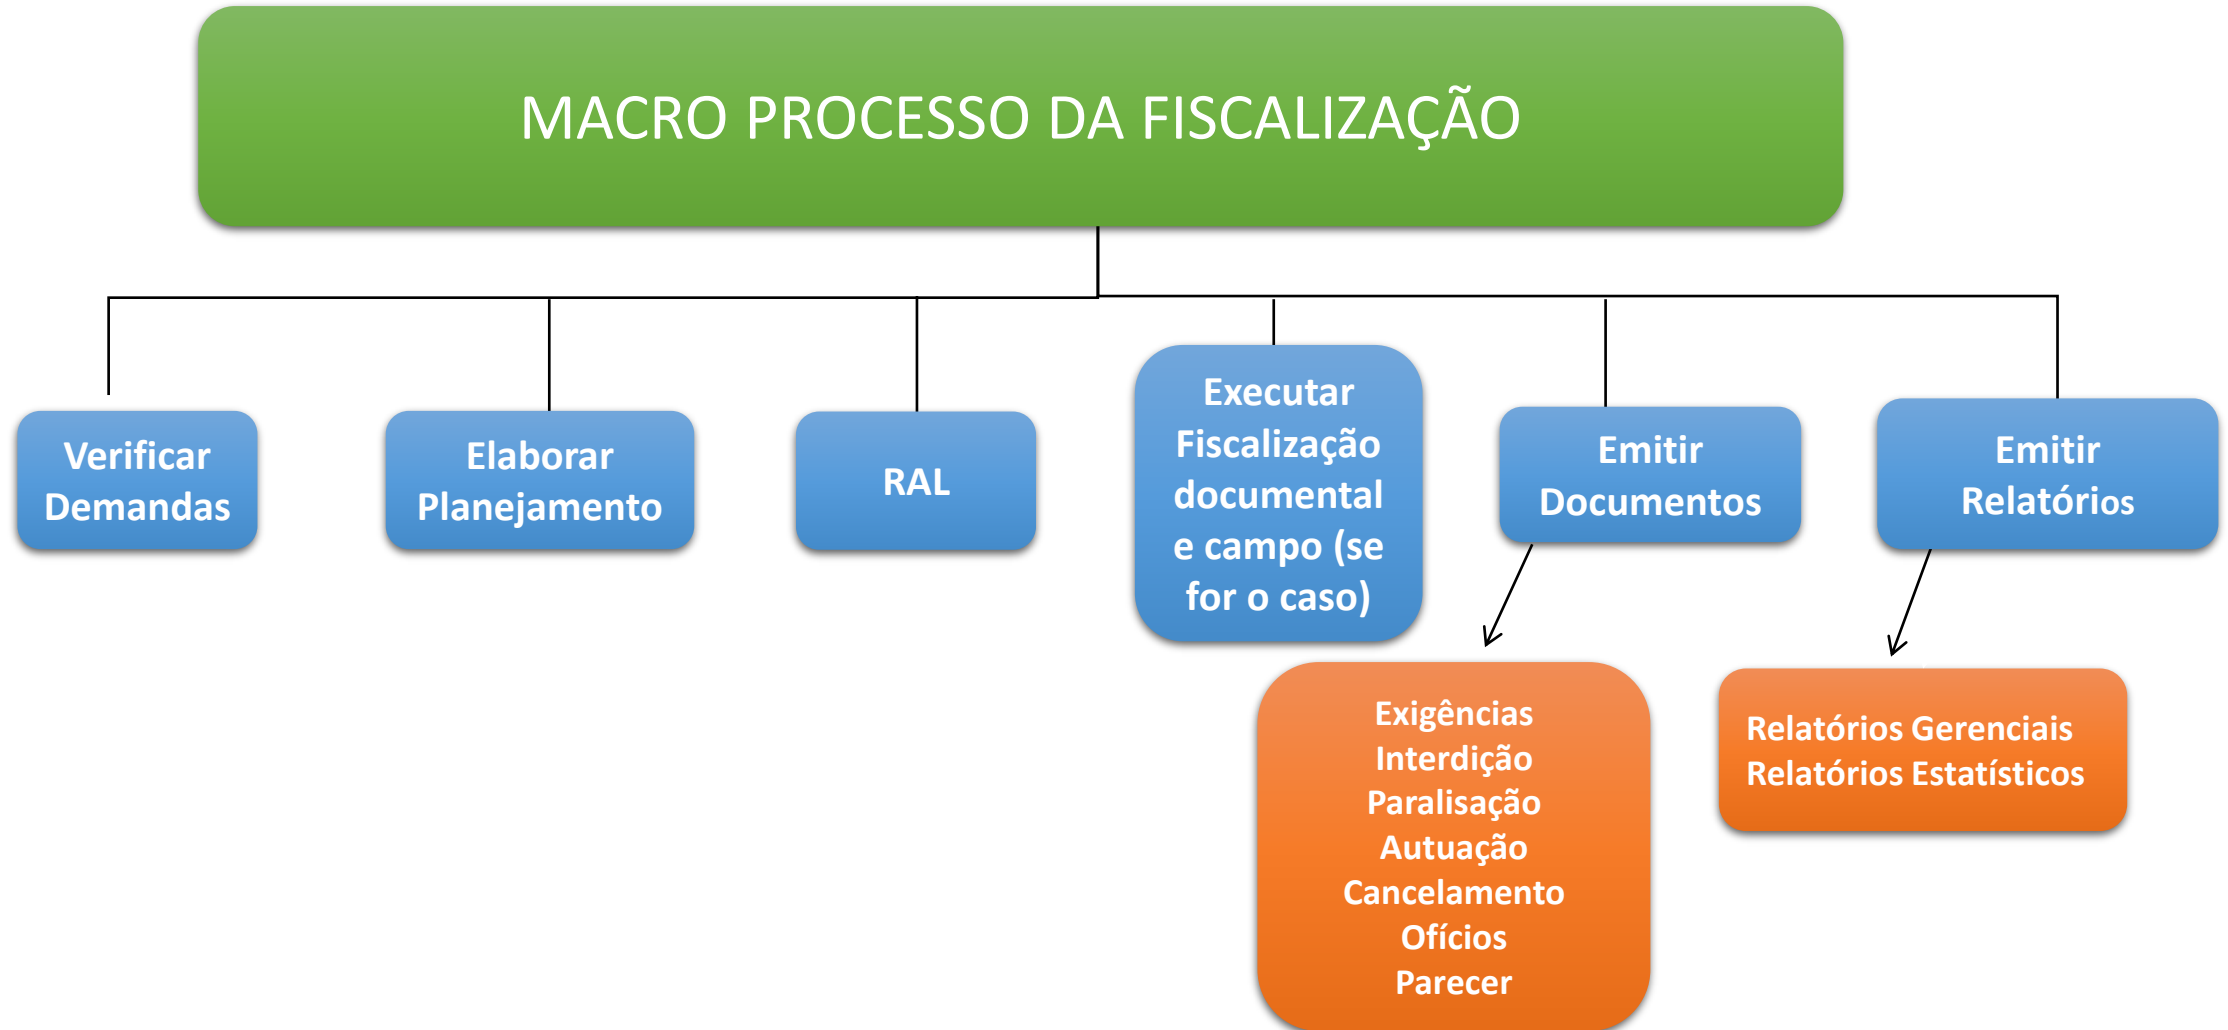 MACRO PROCESSO DA FISCALIZAÇÃO
Verificar
Demandas
Elaborar
Planejamento
RAL
Executar
Fiscalização
documental
e campo (se
for o caso)
Emitir
Documentos
Emitir
Relatórios
Exigências
Interdição
Paralisação
Autuação
Cancelamento
Ofícios
Parecer
Relatórios Gerenciais
Relatórios Estatísticos